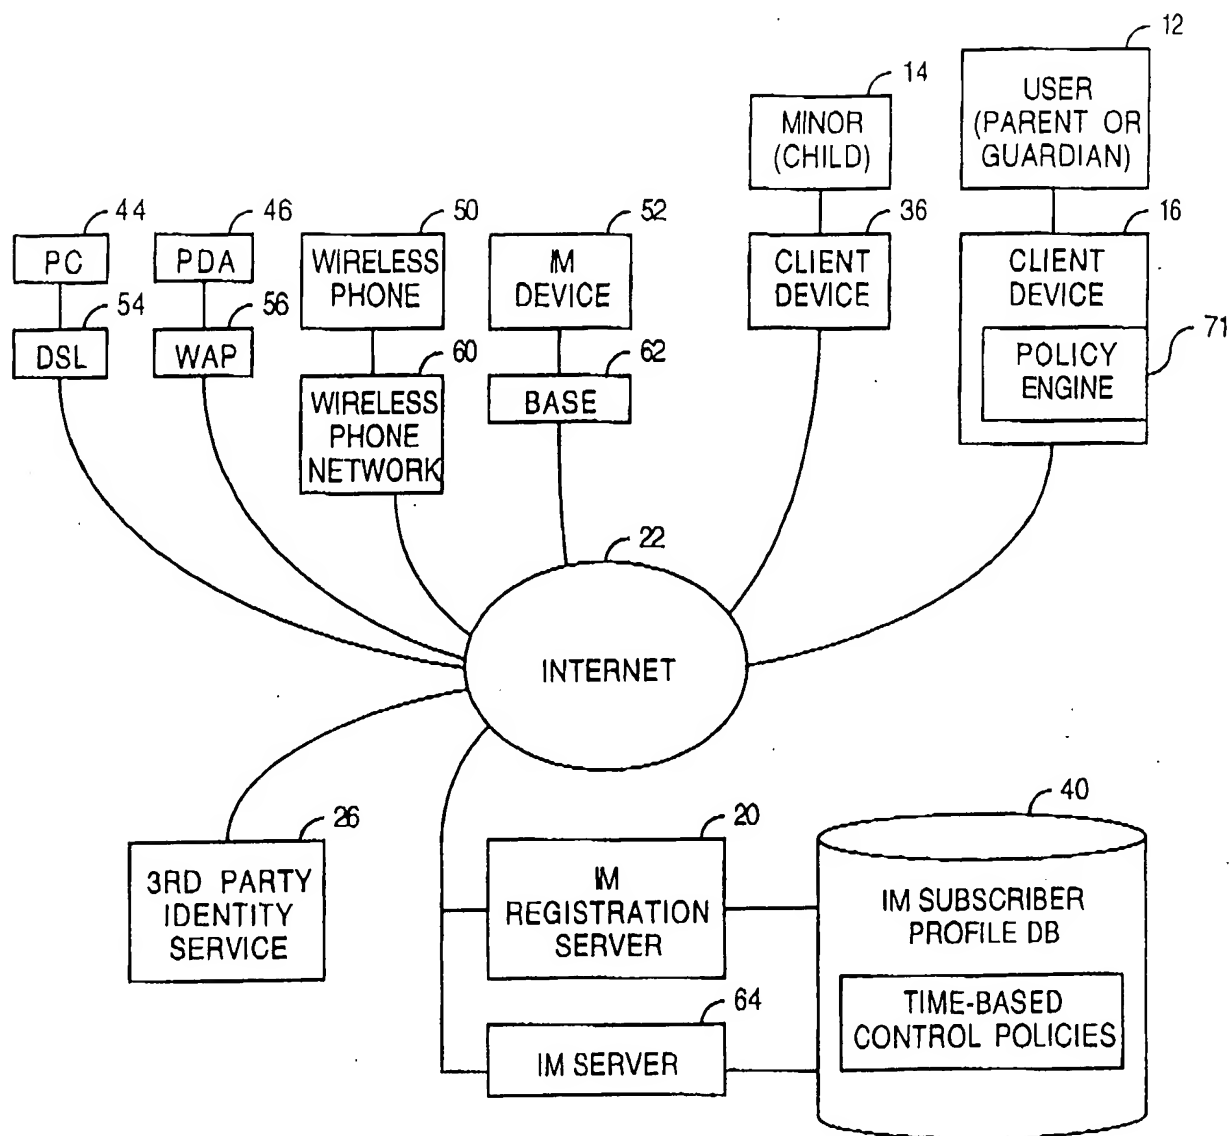 12
USER
(PARENT OR
GUARDIAN)
14
MINOR
(CHILD)
44
PC
46
PDA
50
WIRELESS
PHONE
52
IM
DEVICE
36
CLIENT
DEVICE
16
CLIENT
DEVICE
71
POLICY
ENGINE
54
DSL
56
WAP
60
WIRELESS
PHONE
NETWORK
62
BASE
22
INTERNET
26
3RD PARTY
IDENTITY
SERVICE
20
IM
REGISTRATION
SERVER
40
IM SUBSCRIBER
PROFILE DB
TIME-BASED
CONTROL POLICIES
64
IM SERVER